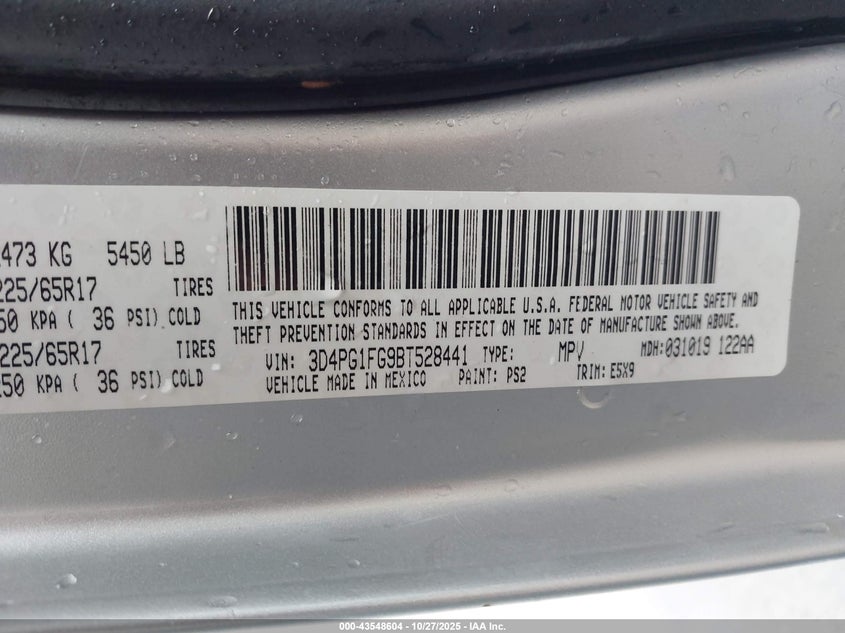 473 KG 5450 LB
225/65R17 TIRES
50 KPA ( 36 PSI) COLD
225/65R17 TIRES
250 KPA ( 36 PSI) COLD
THIS VEHICLE CONFORMS TO ALL APPLICABLE U.S.A. FEDERAL MOTOR VEHICLE SAFETY AND
THEFT PREVENTION STANDARDS IN EFFECT ON THE DATE OF MANUFACTURE SHOWN ABOVE.
VIN: 3D4PG1FG9BT528441 TYPE: MPV MDH: 031019 122AA
VEHICLE MADE IN MEXICO PAINT: PS2 TRIM: E5X9
000-43548604 | 10/27/2025 - IAA Inc.